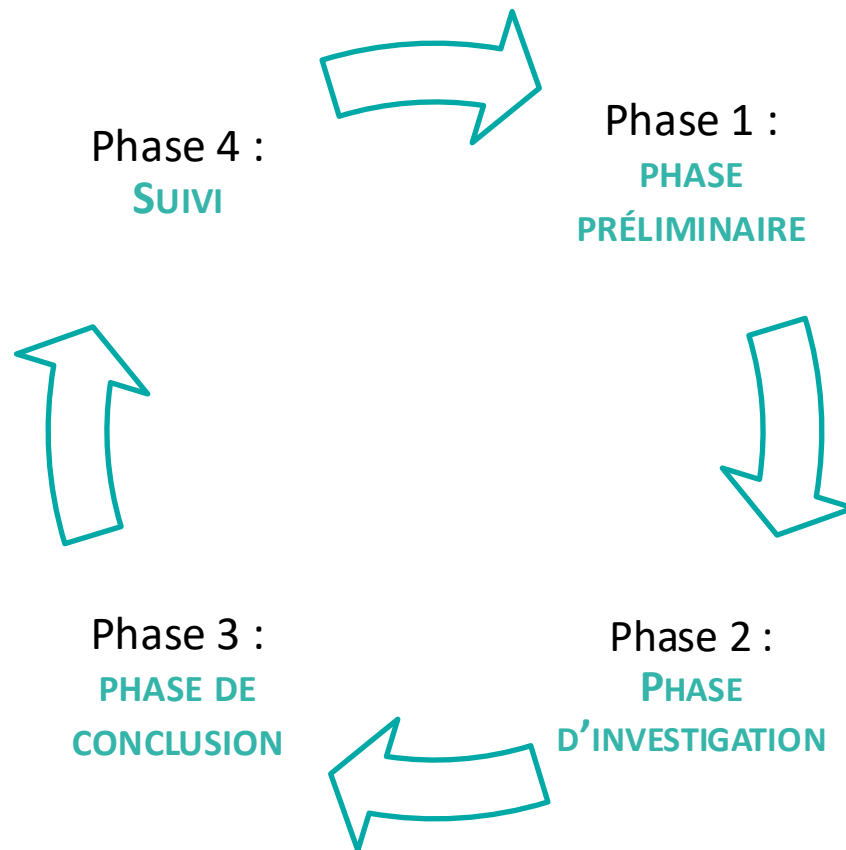 Phase 1 :
PHASE
PRÉLIMINAIRE
Phase 2 :
PHASE
D’INVESTIGATION
Phase 3 :
PHASE DE
CONCLUSION
Phase 4 :
SUIVI